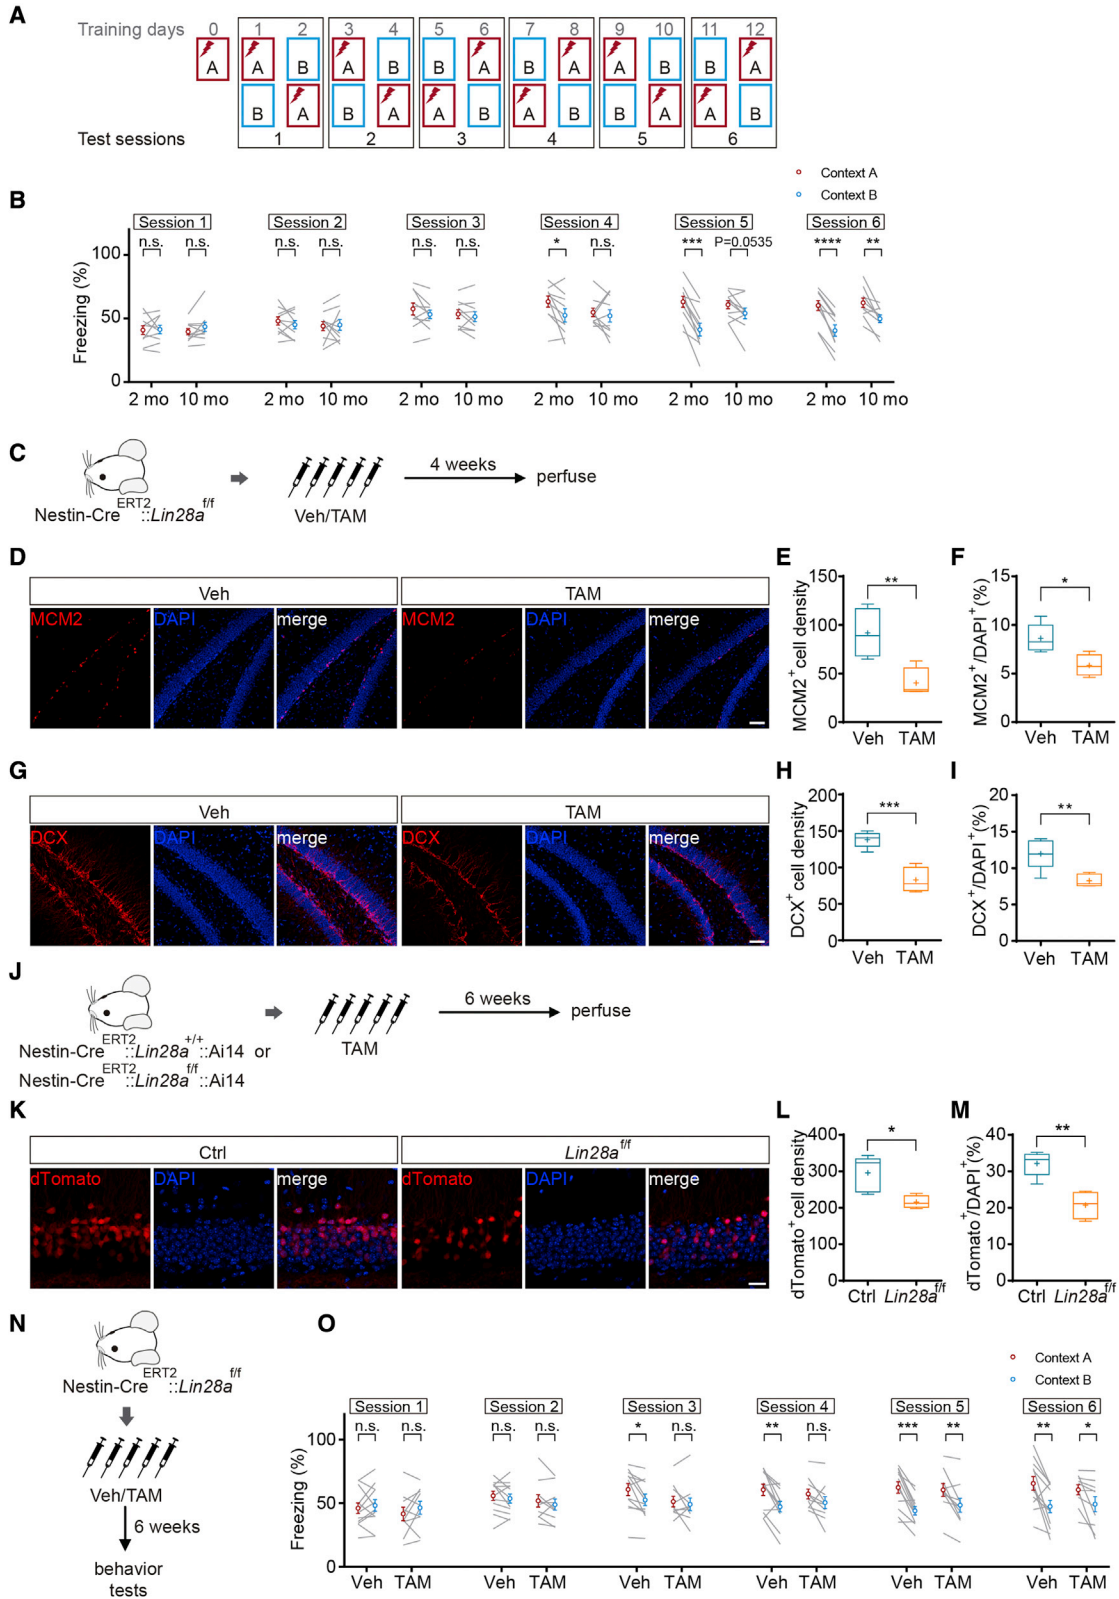 A
Training days 0 1 2 3 4 5 6 7 8 9 10 11 12
A A B A B B A B A A B B A
B A B A A B A B B A A B
Test sessions 1 2 3 4 5 6
Context A
Context B
B
Session 1 Session 2 Session 3 Session 4 Session 5 Session 6
n.s. n.s. n.s. n.s. n.s. n.s. * n.s. *** P=0.0535 **** **
Freezing (%)
100
50
0
2 mo 10 mo 2 mo 10 mo 2 mo 10 mo 2 mo 10 mo 2 mo 10 mo 2 mo 10 mo
C
Nestin-Cre ERT2 ::Lin28a f/f
Veh/TAM
4 weeks
perfuse
D
Veh TAM
MCM2 DAPI merge MCM2 DAPI merge
E
MCM2+ cell density
150
100
50
0
**
Veh TAM
F
MCM2+/DAPI+ (%)
15
10
5
0
*
Veh TAM
G
Veh TAM
DCX DAPI merge DCX DAPI merge
H
DCX+ cell density
200
150
100
50
0
***
Veh TAM
I
DCX+/DAPI+ (%)
20
15
10
5
0
**
Veh TAM
J
Nestin-Cre ERT2 ::Lin28a +/+ ::Ai14 or
Nestin-Cre ERT2 ::Lin28a f/f ::Ai14
TAM
6 weeks
perfuse
K
Ctrl Lin28a f/f
dTomato DAPI merge dTomato DAPI merge
L
dTomato+ cell density
400
300
200
100
0
*
Ctrl Lin28a f/f
M
dTomato+/DAPI+ (%)
40
30
20
10
0
**
Ctrl Lin28a f/f
N
Nestin-Cre ERT2 ::Lin28a f/f
Veh/TAM
6 weeks
behavior
tests
O
Context A
Context B
Session 1 Session 2 Session 3 Session 4 Session 5 Session 6
n.s. n.s. n.s. n.s. * n.s. ** n.s. *** ** ** *
Freezing (%)
100
50
0
Veh TAM Veh TAM Veh TAM Veh TAM Veh TAM Veh TAM